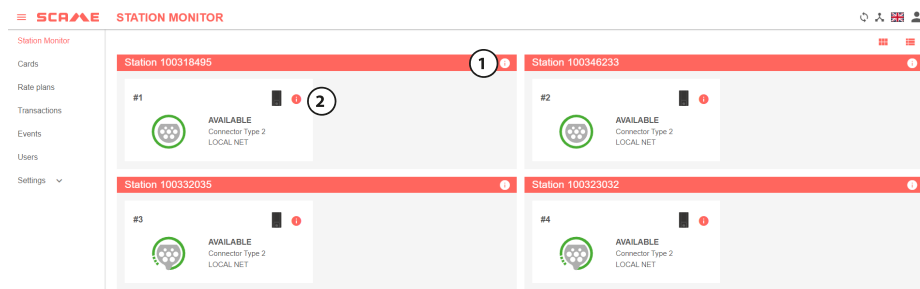 SCAME STATION MONITOR
Station Monitor
Cards
Rate plans
Transactions
Events
Users
Settings
Station 100318495
1
#1
2
AVAILABLE
Connector Type 2
LOCAL NET
Station 100346233
#2
AVAILABLE
Connector Type 2
LOCAL NET
Station 100332035
#3
AVAILABLE
Connector Type 2
LOCAL NET
Station 100323032
#4
AVAILABLE
Connector Type 2
LOCAL NET